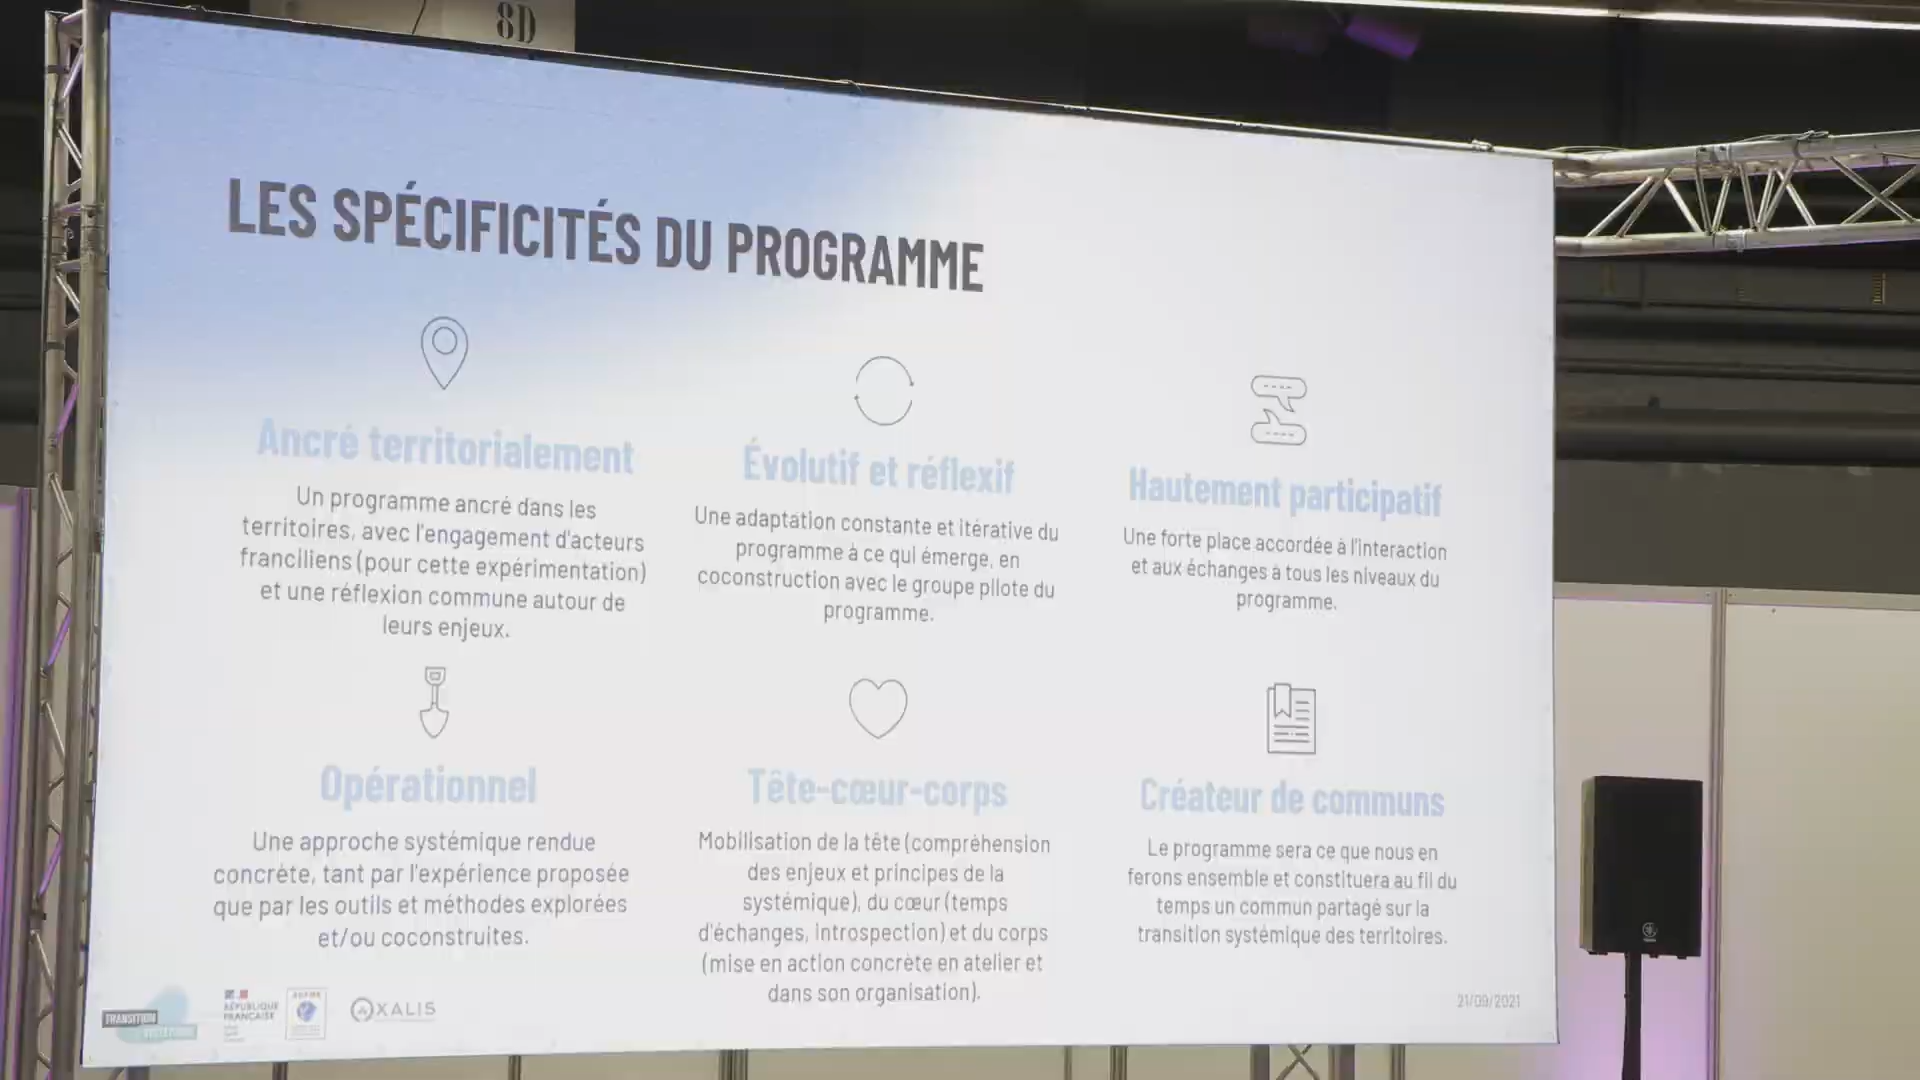 8D
LES SPÉCIFICITÉS DU PROGRAMME
Ancré territorialement
Un programme ancré dans les
territoires, avec l'engagement d'acteurs
franciliens (pour cette expérimentation)
et une réflexion commune autour de
leurs enjeux.
Évolutif et réflexif
Une adaptation constante et itérative du
programme à ce qui émerge, en
coconstruction avec le groupe pilote du
programme.
Hautement participatif
Une forte place accordée à l'interaction
et aux échanges à tous les niveaux du
programme.
Opérationnel
Une approche systémique rendue
concrète, tant par l'expérience proposée
que par les outils et méthodes explorées
et/ou coconstruites.
Tête-cœur-corps
Mobilisation de la tête (compréhension
des enjeux et principes de la
systémique), du cœur (temps
d'échanges, introspection) et du corps
(mise en action concrète en atelier et
dans son organisation).
Créateur de communs
Le programme sera ce que nous en
ferons ensemble et constituera au fil du
temps un commun partagé sur la
transition systémique des territoires.
TRANSITION
RÉPUBLIQUE
FRANÇAISE
ADEME
OXALIS
21/09/2021